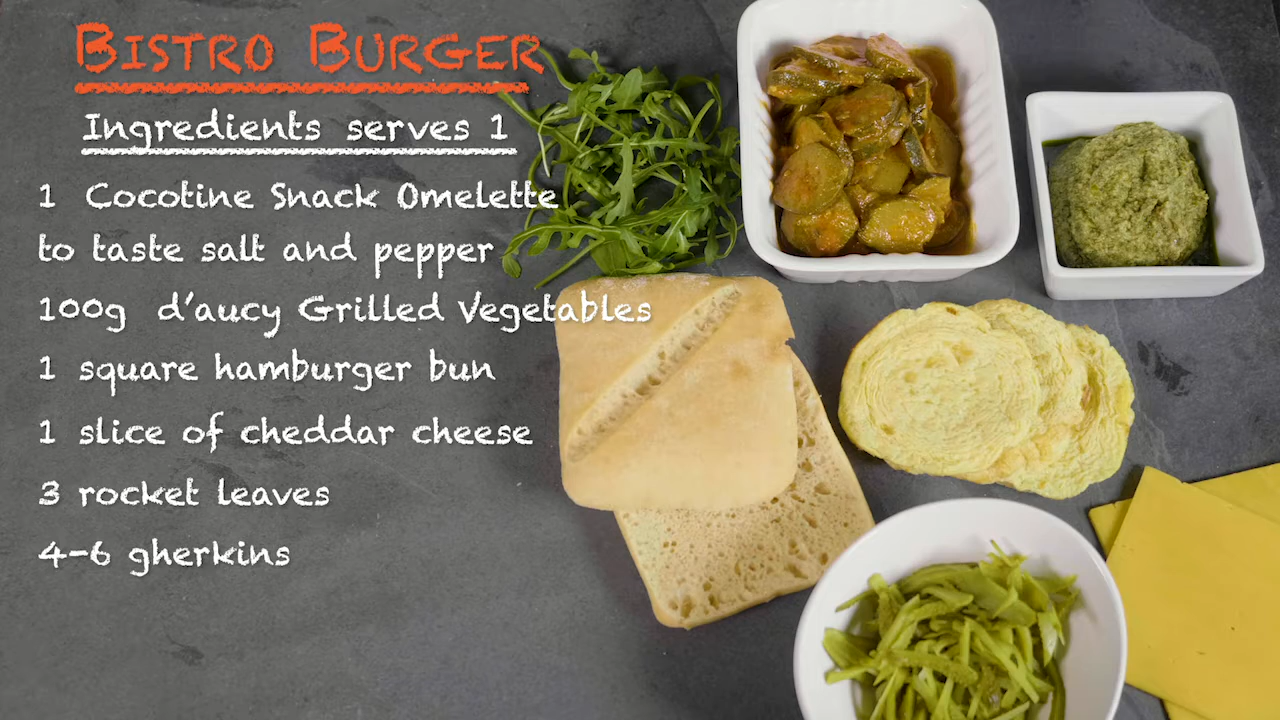 Bistro Burger
Ingredients serves 1
1 Cocotine Snack Omelette
to taste salt and pepper
100g d'aucy Grilled Vegetables
1 square hamburger bun
1 slice of cheddar cheese
3 rocket leaves
4-6 gherkins